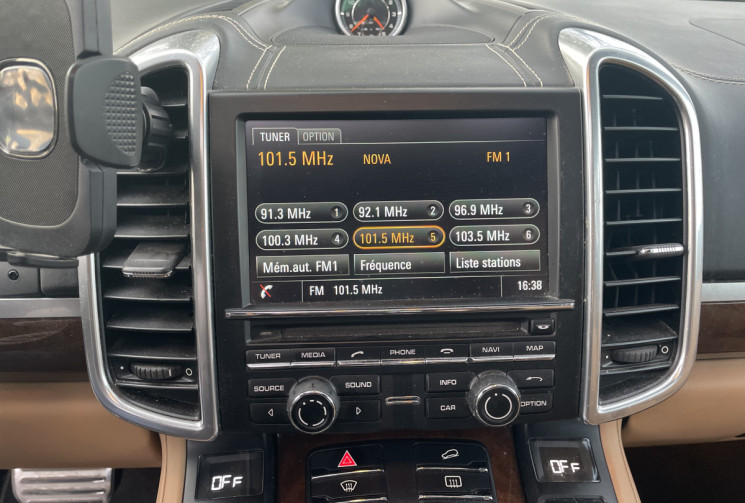 TUNER OPTION
101.5 MHz NOVA FM 1
91.3 MHz 1 92.1 MHz 2 96.9 MHz 3
100.3 MHz 4 101.5 MHz 5 103.5 MHz 6
Mém.aut. FM1 Fréquence Liste stations
FM 101.5 MHz 16:38
TUNER MEDIA PHONE NAVI MAP
SOURCE SOUND INFO
CAR OPTION
OFF OFF